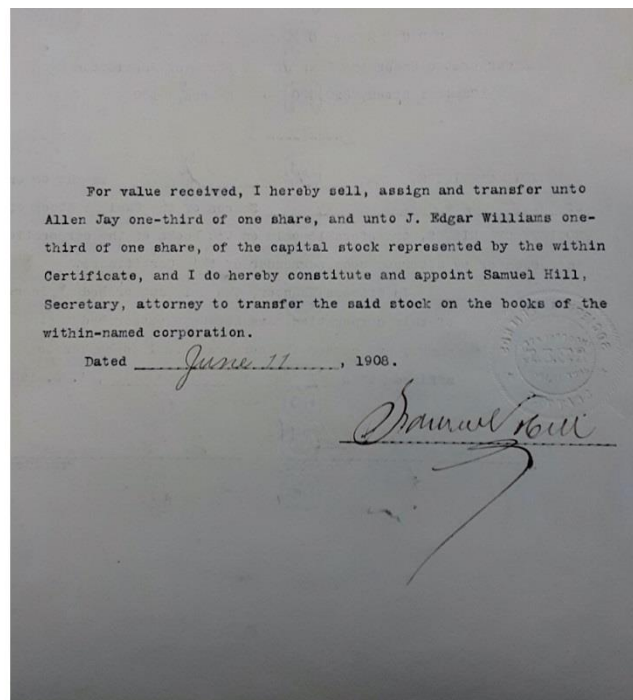 For value received, I hereby sell, assign and transfer unto
Allen Jay one-third of one share, and unto J. Edgar Williams one-
third of one share, of the capital stock represented by the within
Certificate, and I do hereby constitute and appoint Samuel Hill,
Secretary, attorney to transfer the said stock on the books of the
within-named corporation.
Dated June 11, 1908.
Samuel Hill